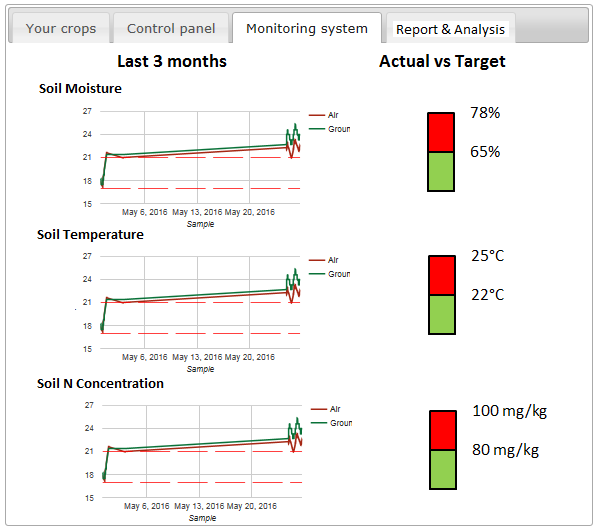 Your crops Control panel Monitoring system Report & Analysis
Last 3 months Actual vs Target
Soil Moisture
27
24
21
18
15
May 6, 2016 May 13, 2016 May 20, 2016
Sample
Air
Groun
78%
65%
Soil Temperature
27
24
21
18
15
May 6, 2016 May 13, 2016 May 20, 2016
Sample
Air
Groun
25°C
22°C
Soil N Concentration
27
24
21
18
15
May 6, 2016 May 13, 2016 May 20, 2016
Sample
Air
Groun
100 mg/kg
80 mg/kg